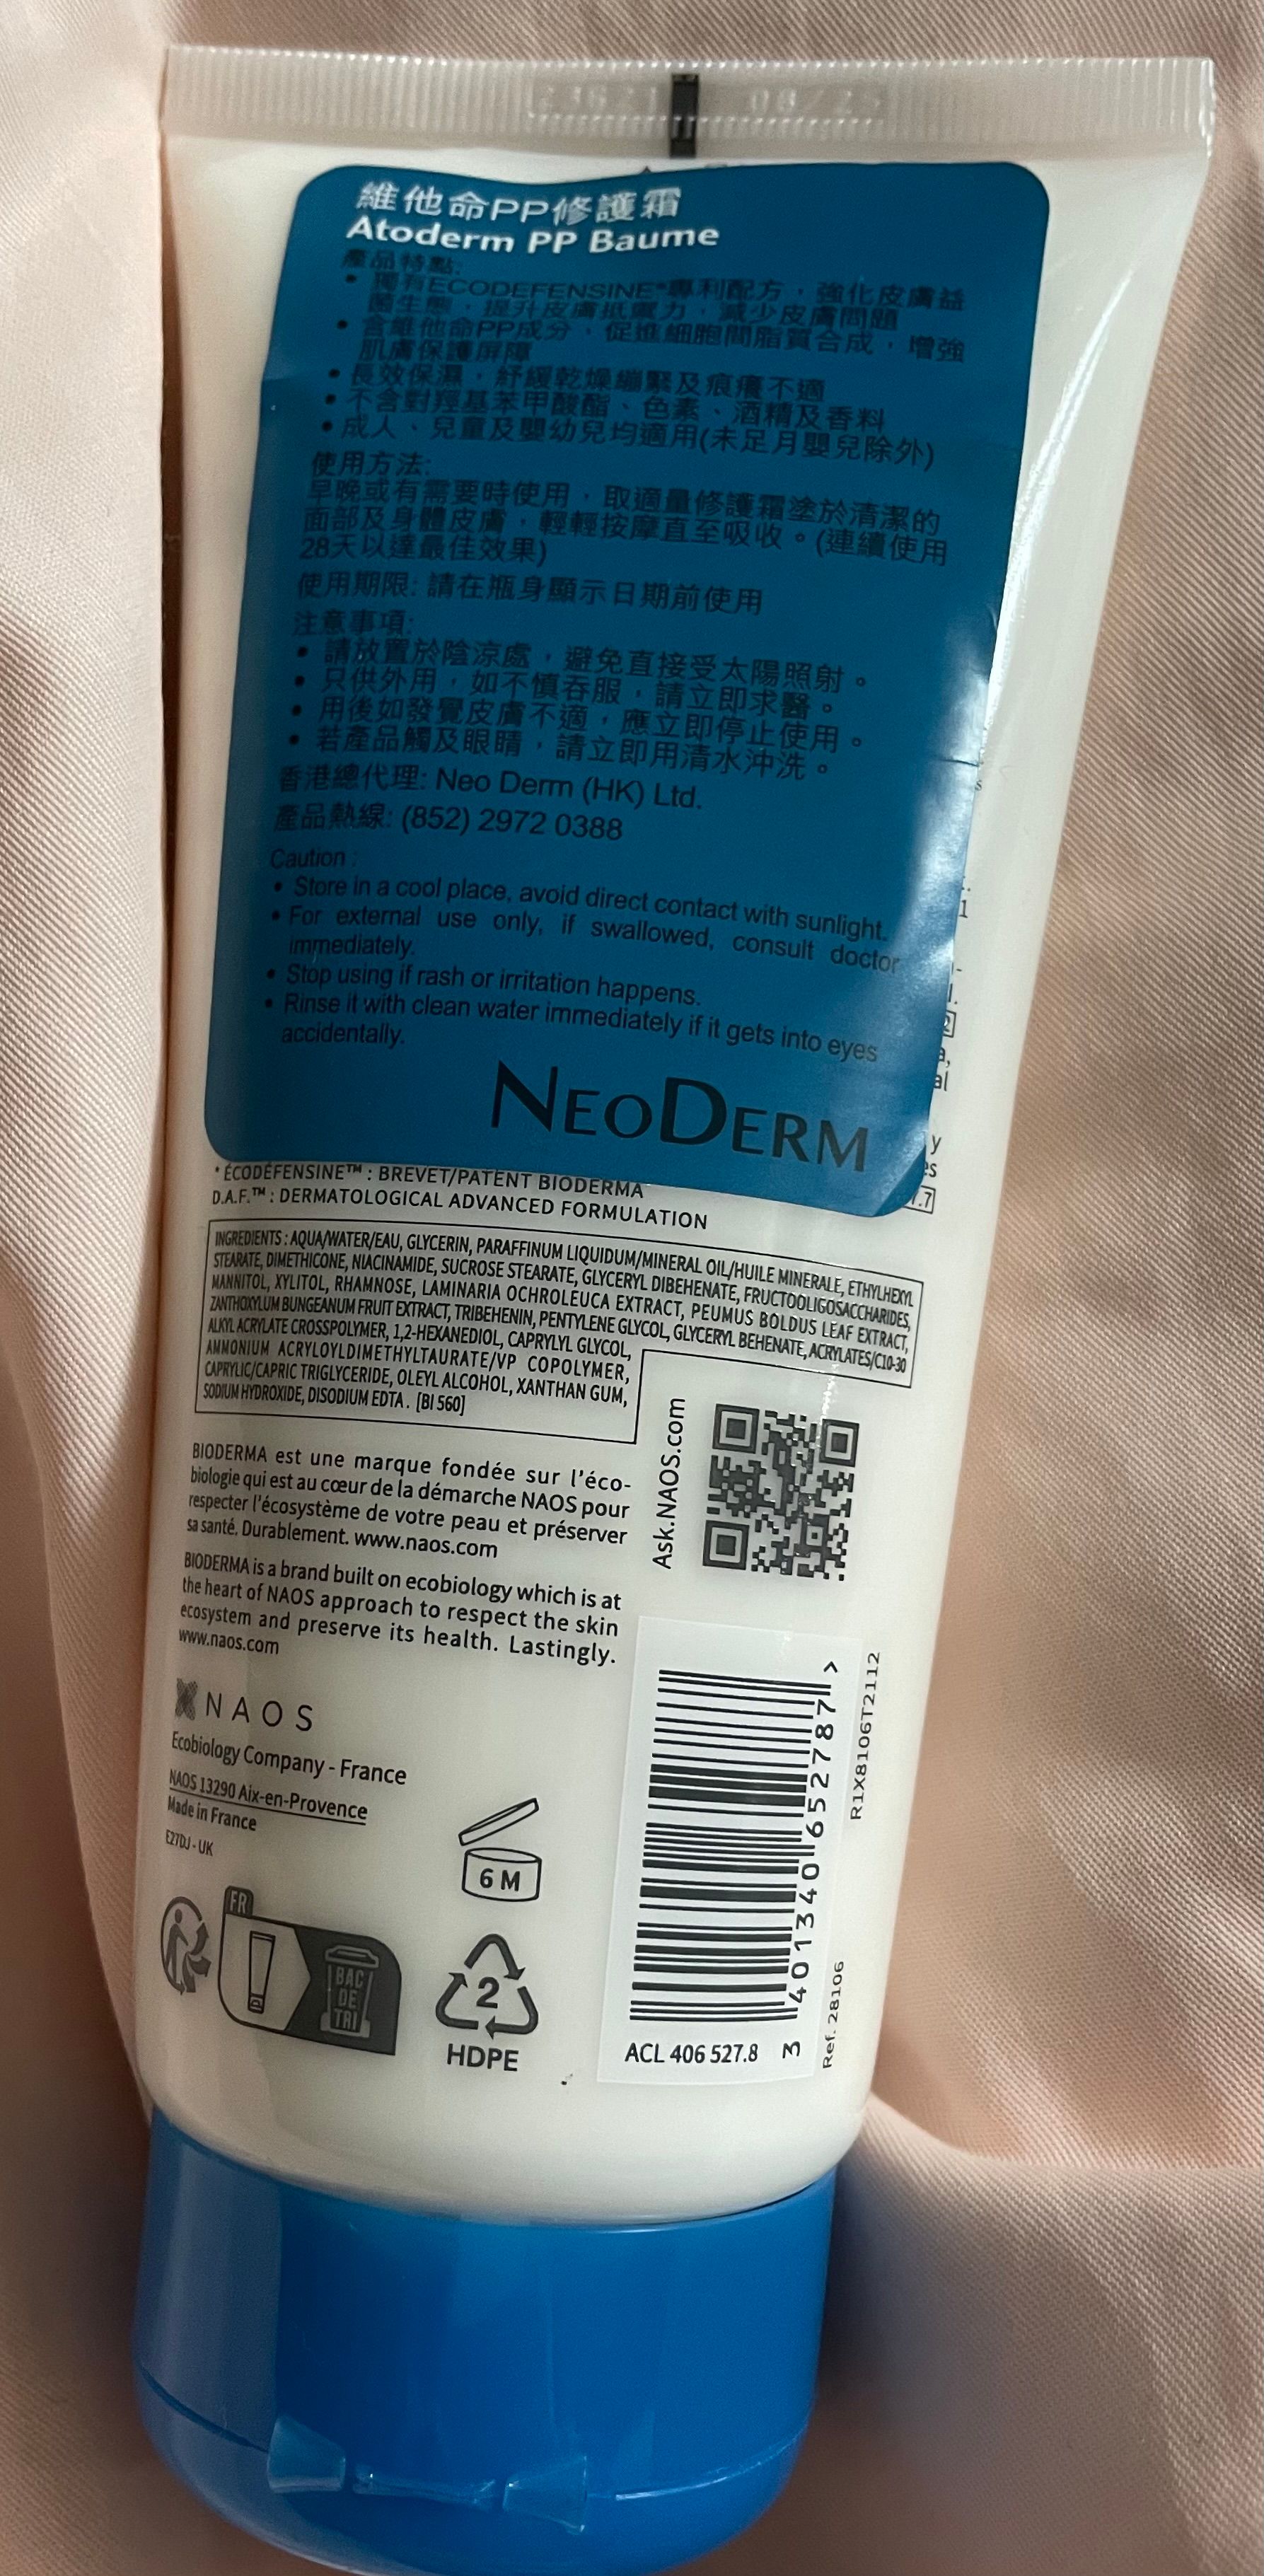 23621 08/25
維他命PP修護霜
Atoderm PP Baume
產品特點:
• 獨有ECODEFENSINE*專利配方，強化皮膚益
菌生態，提升皮膚抵禦力，減少皮膚問題
• 含維他命PP成分，促進細胞間脂質合成，增強
肌膚保護屏障
• 長效保濕，紓緩乾燥繃緊及痕癢不適
• 不含對羥基苯甲酸酯、色素、酒精及香料
• 成人、兒童及嬰幼兒均適用(未足月嬰兒除外)
使用方法:
早晚或有需要時使用，取適量修護霜塗於清潔的
面部及身體皮膚，輕輕按摩直至吸收。(連續使用
28天以達最佳效果)
使用期限: 請在瓶身顯示日期前使用
注意事項:
• 請放置於陰涼處，避免直接受太陽照射。
• 只供外用，如不慎吞服，請立即求醫。
• 用後如發覺皮膚不適，應立即停止使用。
• 若產品觸及眼睛，請立即用清水沖洗。
香港總代理: Neo Derm (HK) Ltd.
產品熱線: (852) 2972 0388
Caution :
• Store in a cool place, avoid direct contact with sunlight.
• For external use only, if swallowed, consult doctor
immediately.
• Stop using if rash or irritation happens.
• Rinse it with clean water immediately if it gets into eyes
accidentally.
NEODERM
* ÉCODÉFENSINE™ : BREVET/PATENT BIODERMA
D.A.F.™ : DERMATOLOGICAL ADVANCED FORMULATION
INGREDIENTS : AQUA/WATER/EAU, GLYCERIN, PARAFFINUM LIQUIDUM/MINERAL OIL/HUILE MINERALE, ETHYLHEXYL
STEARATE, DIMETHICONE, NIACINAMIDE, SUCROSE STEARATE, GLYCERYL DIBEHENATE, FRUCTOOLIGOSACCHARIDES,
MANNITOL, XYLITOL, RHAMNOSE, LAMINARIA OCHROLEUCA EXTRACT, PEUMUS BOLDUS LEAF EXTRACT,
ZANTHOXYLUM BUNGEANUM FRUIT EXTRACT, TRIBEHENIN, PENTYLENE GLYCOL, GLYCERYL BEHENATE, ACRYLATES/C10-30
ALKYL ACRYLATE CROSSPOLYMER, 1,2-HEXANEDIOL, CAPRYLYL GLYCOL,
AMMONIUM ACRYLOYLDIMETHYLTAURATE/VP COPOLYMER,
CAPRYLIC/CAPRIC TRIGLYCERIDE, OLEYL ALCOHOL, XANTHAN GUM,
SODIUM HYDROXIDE, DISODIUM EDTA . [BI 560]
Ask.NAOS.com
BIODERMA est une marque fondée sur l'éco-
biologie qui est au cœur de la démarche NAOS pour
respecter l'écosystème de votre peau et préserver
sa santé. Durablement. www.naos.com
BIODERMA is a brand built on ecobiology which is at
the heart of NAOS approach to respect the skin
ecosystem and preserve its health. Lastingly.
www.naos.com
NAOS
Ecobiology Company - France
NAOS 13290 Aix-en-Provence
Made in France
E27DJ - UK
6 M
FR
BAC
DE
TRI
2
HDPE
3 401340 652787 >
ACL 406 527.8
R1X8106T2112
Ref. 28106